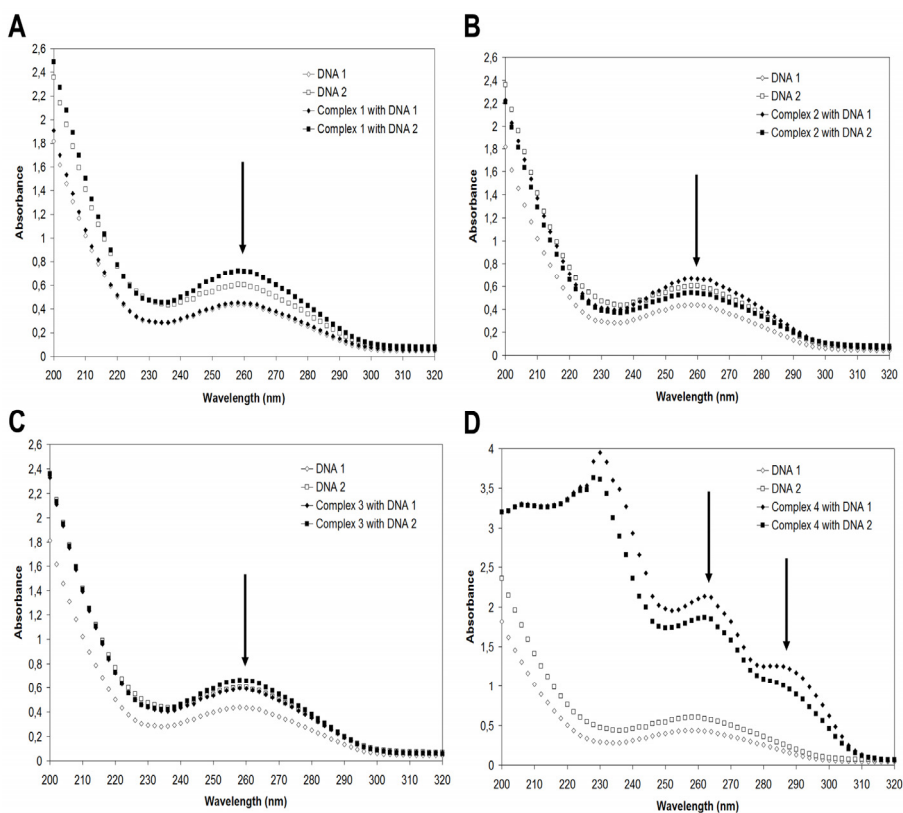 A
2,6
2,4
2,2
2
1,8
1,6
1,4
1,2
1
0,8
0,6
0,4
0,2
0
Absorbance
DNA 1
DNA 2
Complex 1 with DNA 1
Complex 1 with DNA 2
200 210 220 230 240 250 260 270 280 290 300 310 320
Wavelength (nm)
B
2,6
2,4
2,2
2
1,8
1,6
1,4
1,2
1
0,8
0,6
0,4
0,2
0
Absorbance
DNA 1
DNA 2
Complex 2 with DNA 1
Complex 2 with DNA 2
200 210 220 230 240 250 260 270 280 290 300 310 320
Wavelength (nm)
C
2,6
2,4
2,2
2
1,8
1,6
1,4
1,2
1
0,8
0,6
0,4
0,2
0
Absorbance
DNA 1
DNA 2
Complex 3 with DNA 1
Complex 3 with DNA 2
200 210 220 230 240 250 260 270 280 290 300 310 320
Wavelength (nm)
D
4
3,5
3
2,5
2
1,5
1
0,5
0
Absorbance
DNA 1
DNA 2
Complex 4 with DNA 1
Complex 4 with DNA 2
200 210 220 230 240 250 260 270 280 290 300 310 320
Wavelength (nm)